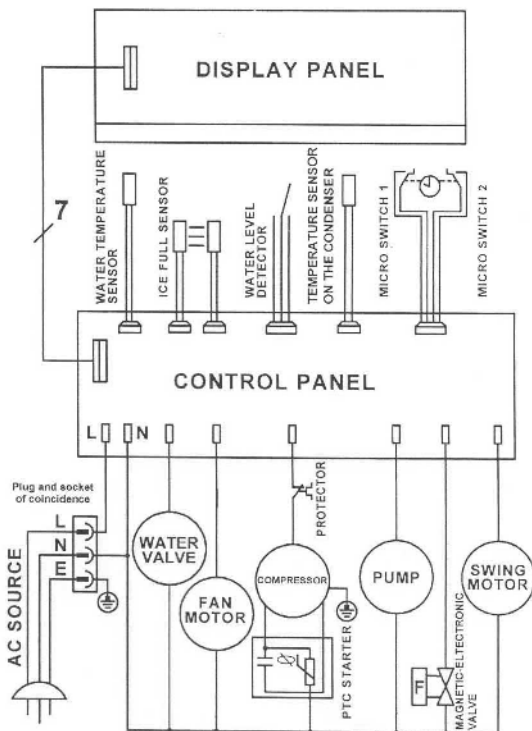 DISPLAY PANEL
7
WATER TEMPERATURE
SENSOR
ICE FULL SENSOR
WATER LEVEL
DETECTOR
TEMPERATURE SENSOR
ON THE CONDENSER
MICRO SWITCH 1
MICRO SWITCH 2
CONTROL PANEL
L
N
Plug and socket
of coincidence
L
N
E
AC SOURCE
WATER
VALVE
FAN
MOTOR
PROTECTOR
COMPRESSOR
PTC STARTER
PUMP
F
MAGNETIC-ELTECTRONIC
VALVE
SWING
MOTOR